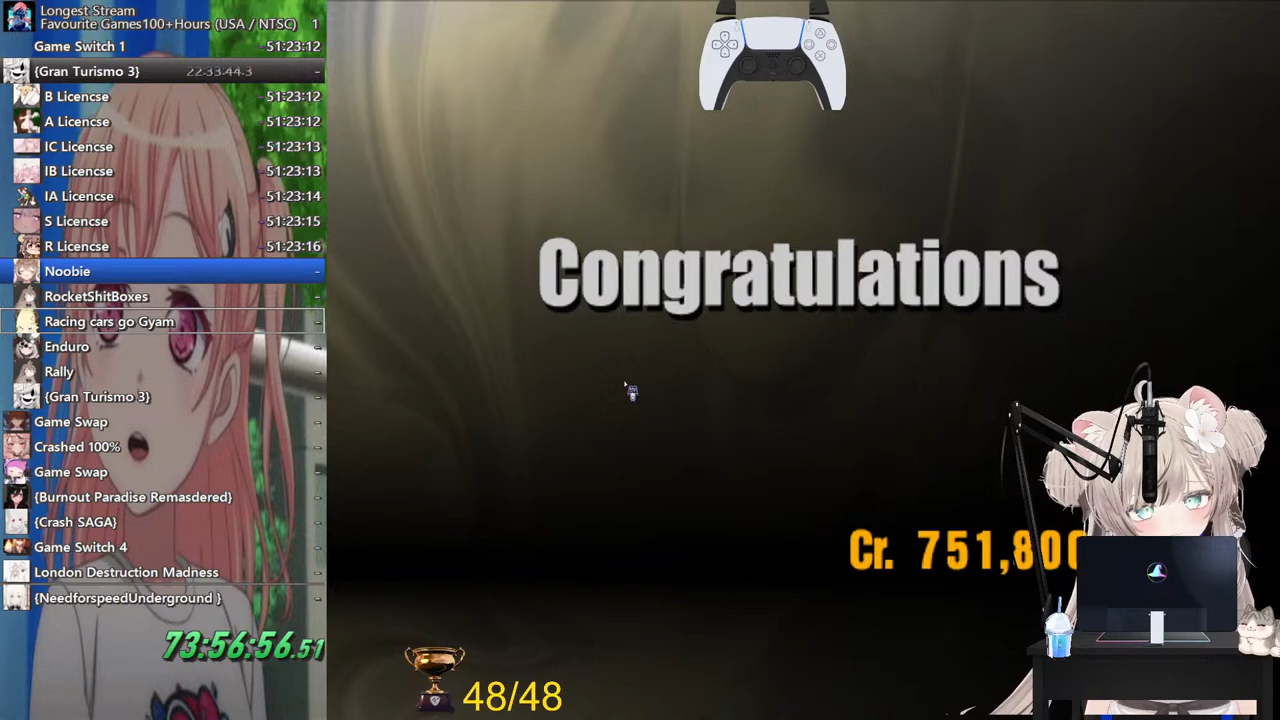 Longest Stream
Favourite Games100+Hours (USA / NTSC) 1
Game Switch 1 -51:23:12
{Gran Turismo 3} 22:33:44.3 -
B Licencse -51:23:12
A Licencse -51:23:12
IC Licencse -51:23:13
IB Licencse -51:23:13
IA Licencse -51:23:14
S Licencse -51:23:15
R Licencse -51:23:16
Noobie -
RocketShitBoxes -
Racing cars go Gyam -
Enduro -
Rally -
{Gran Turismo 3} -
Game Swap -
Crashed 100% -
Game Swap -
{Burnout Paradise Remasdered} -
{Crash SAGA} -
Game Switch 4 -
London Destruction Madness -
{NeedforspeedUnderground } -
73:56:56.51
Congratulations
Cr. 751,800
48/48